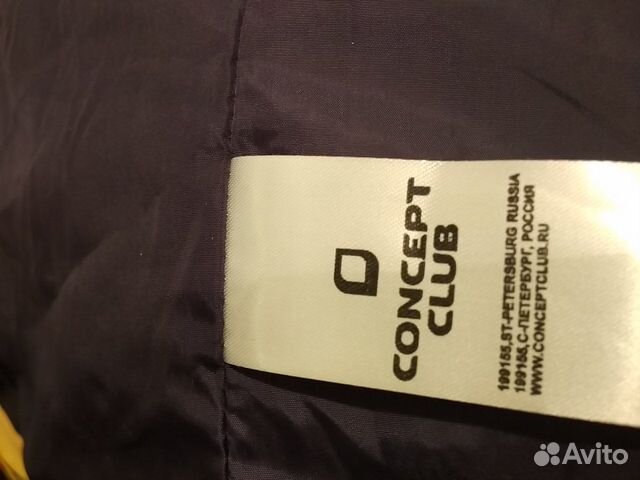 CONCEPT
CLUB
199155,ST-PETERSBURG RUSSIA
199155,С-ПЕТЕРБУРГ, РОССИЯ
WWW.CONCEPTCLUB.RU
Avito